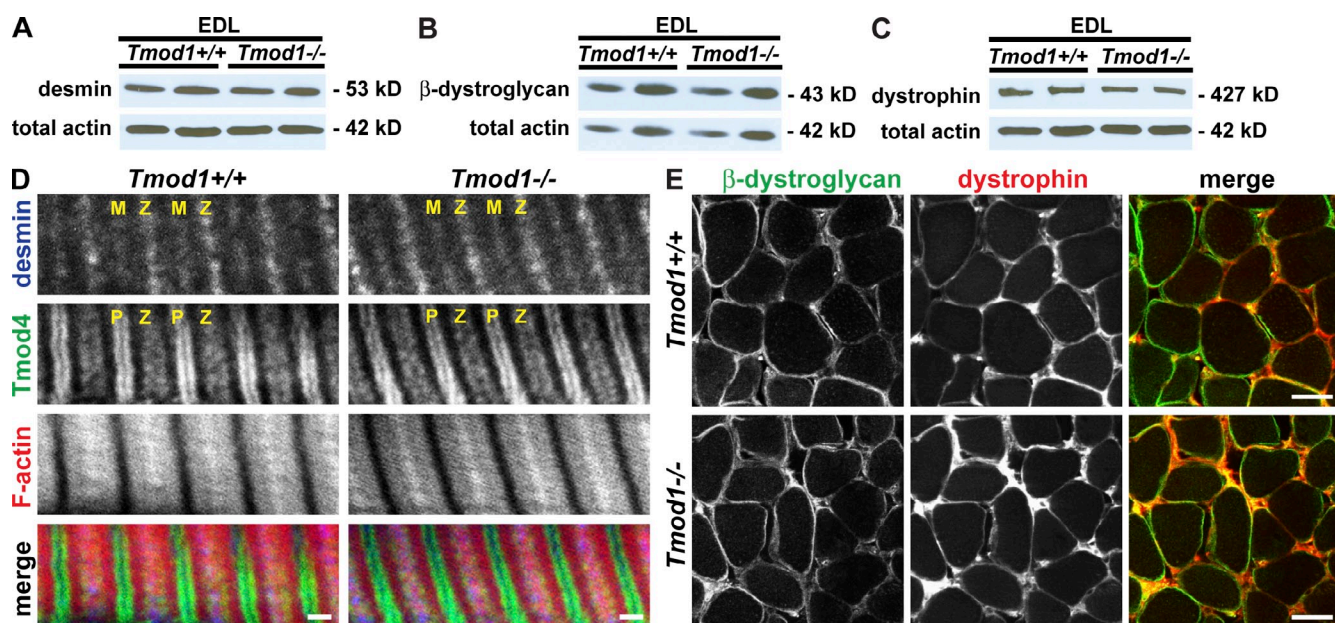 A
EDL
Tmod1+/+ Tmod1-/-
desmin - 53 kD
total actin - 42 kD
B
EDL
Tmod1+/+ Tmod1-/-
β-dystroglycan - 43 kD
total actin - 42 kD
C
EDL
Tmod1+/+ Tmod1-/-
dystrophin - 427 kD
total actin - 42 kD
D
Tmod1+/+ Tmod1-/-
desmin
M Z M Z
M Z M Z
Tmod4
P Z P Z
P Z P Z
F-actin
merge
E
β-dystroglycan dystrophin merge
Tmod1+/+
Tmod1-/-